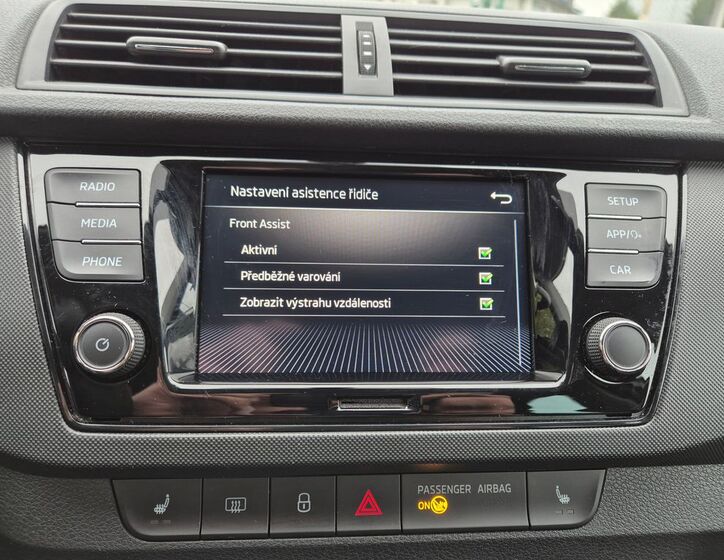 RADIO
MEDIA
PHONE
Nastavení asistence řidiče
Front Assist
Aktivní
Předběžné varování
Zobrazit výstrahu vzdálenosti
SETUP
APP/
CAR
PASSENGER AIRBAG
ON